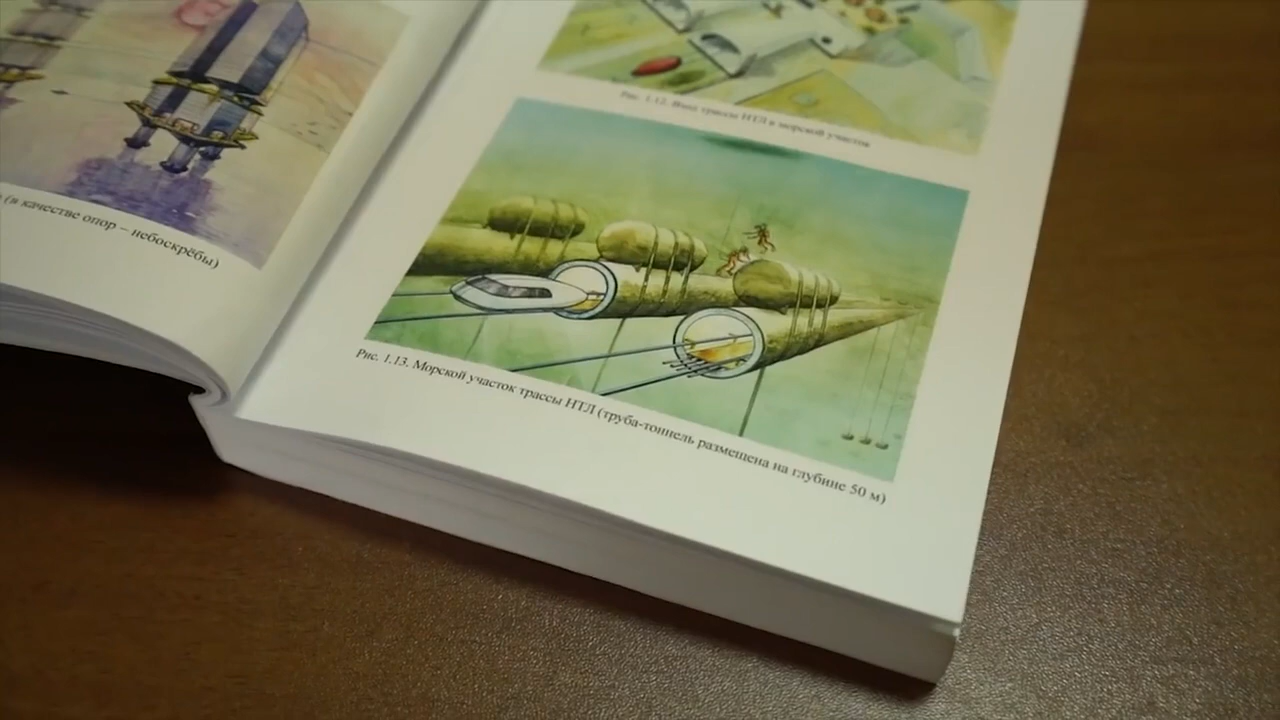 (в качестве опор – небоскрёбы)
Рис. 1.12. Вход трассы НТЛ в морской участок
Рис. 1.13. Морской участок трассы НТЛ (труба-тоннель размещена на глубине 50 м)